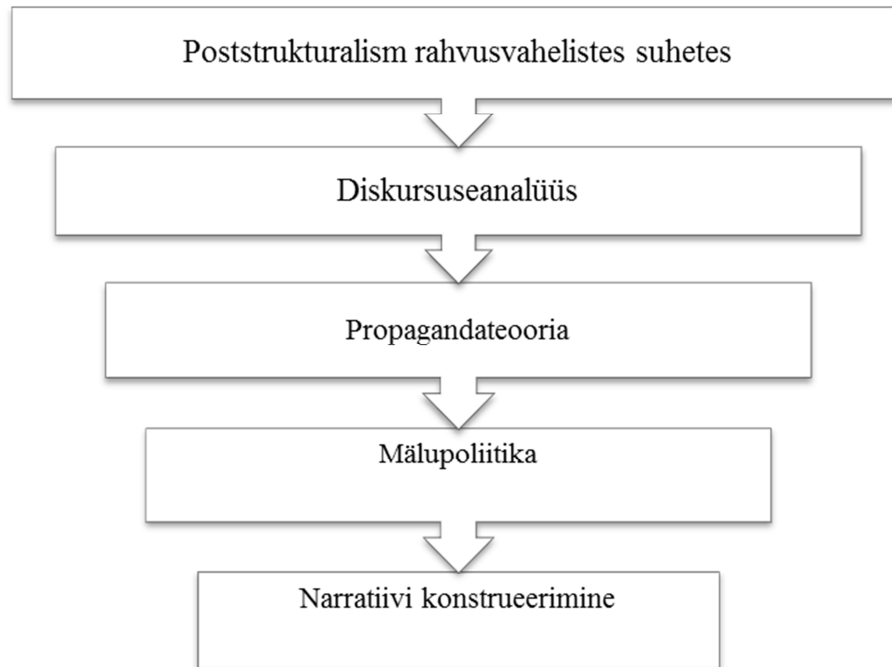 Poststrukturalism rahvusvahelistes suhetes
Diskursuseanalüüs
Propagandateooria
Mälupoliitika
Narratiivi konstrueerimine